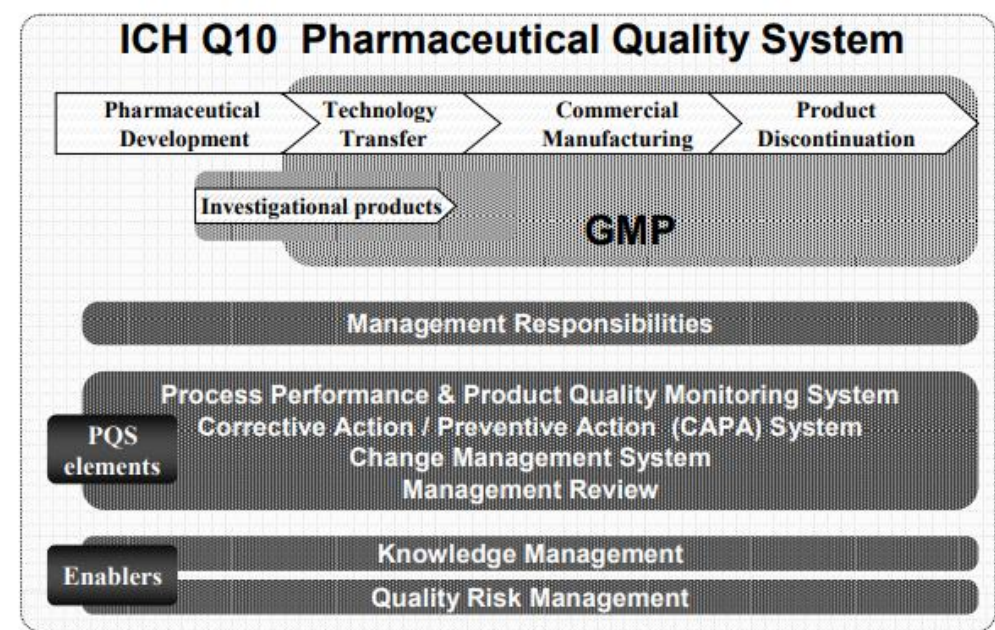 ICH Q10 Pharmaceutical Quality System
Pharmaceutical
Development
Technology
Transfer
Commercial
Manufacturing
Product
Discontinuation
Investigational products
GMP
Management Responsibilities
PQS
elements
Process Performance & Product Quality Monitoring System
Corrective Action / Preventive Action (CAPA) System
Change Management System
Management Review
Enablers
Knowledge Management
Quality Risk Management